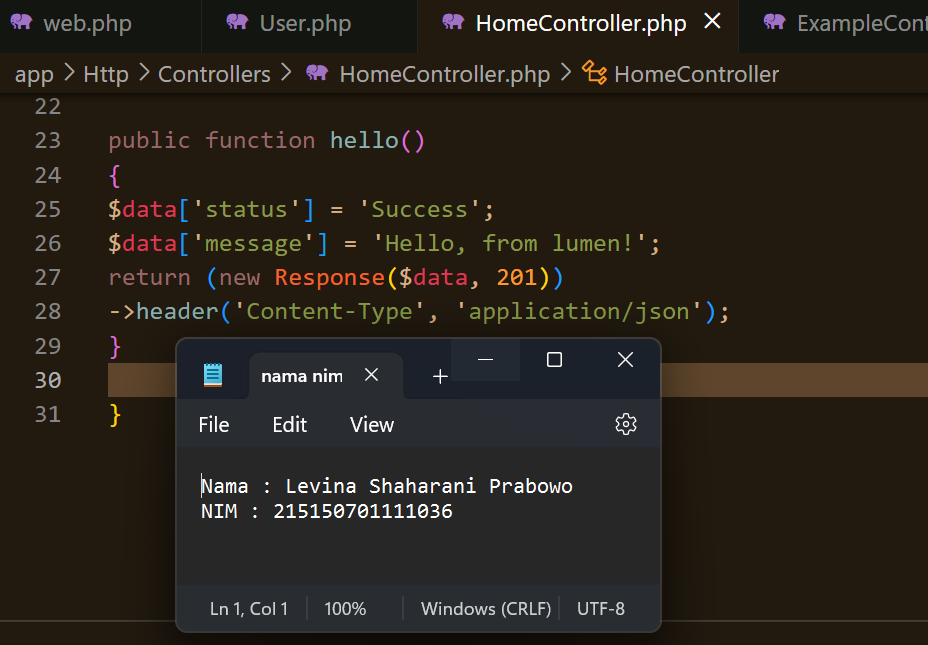 web.php User.php HomeController.php ExampleCont
app > Http > Controllers > HomeController.php > HomeController
22
23 public function hello()
24 {
25 $data['status'] = 'Success';
26 $data['message'] = 'Hello, from lumen!';
27 return (new Response($data, 201))
28 ->header('Content-Type', 'application/json');
29 }
30
31 }
nama nim
File Edit View
Nama : Levina Shaharani Prabowo
NIM : 215150701111036
Ln 1, Col 1 100% Windows (CRLF) UTF-8